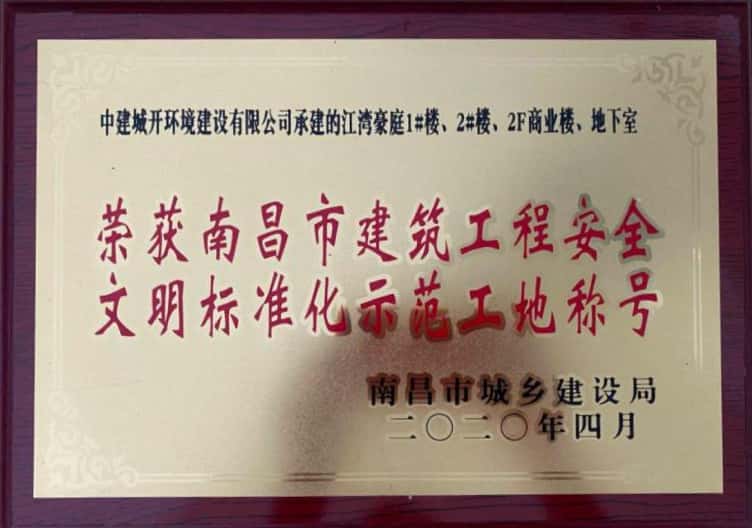 中建城开环境建设有限公司承建的江湾豪庭1#楼、2#楼、2F商业楼、地下室
荣获南昌市建筑工程安全
文明标准化示范工地称号
南昌市城乡建设局
二〇二〇年四月